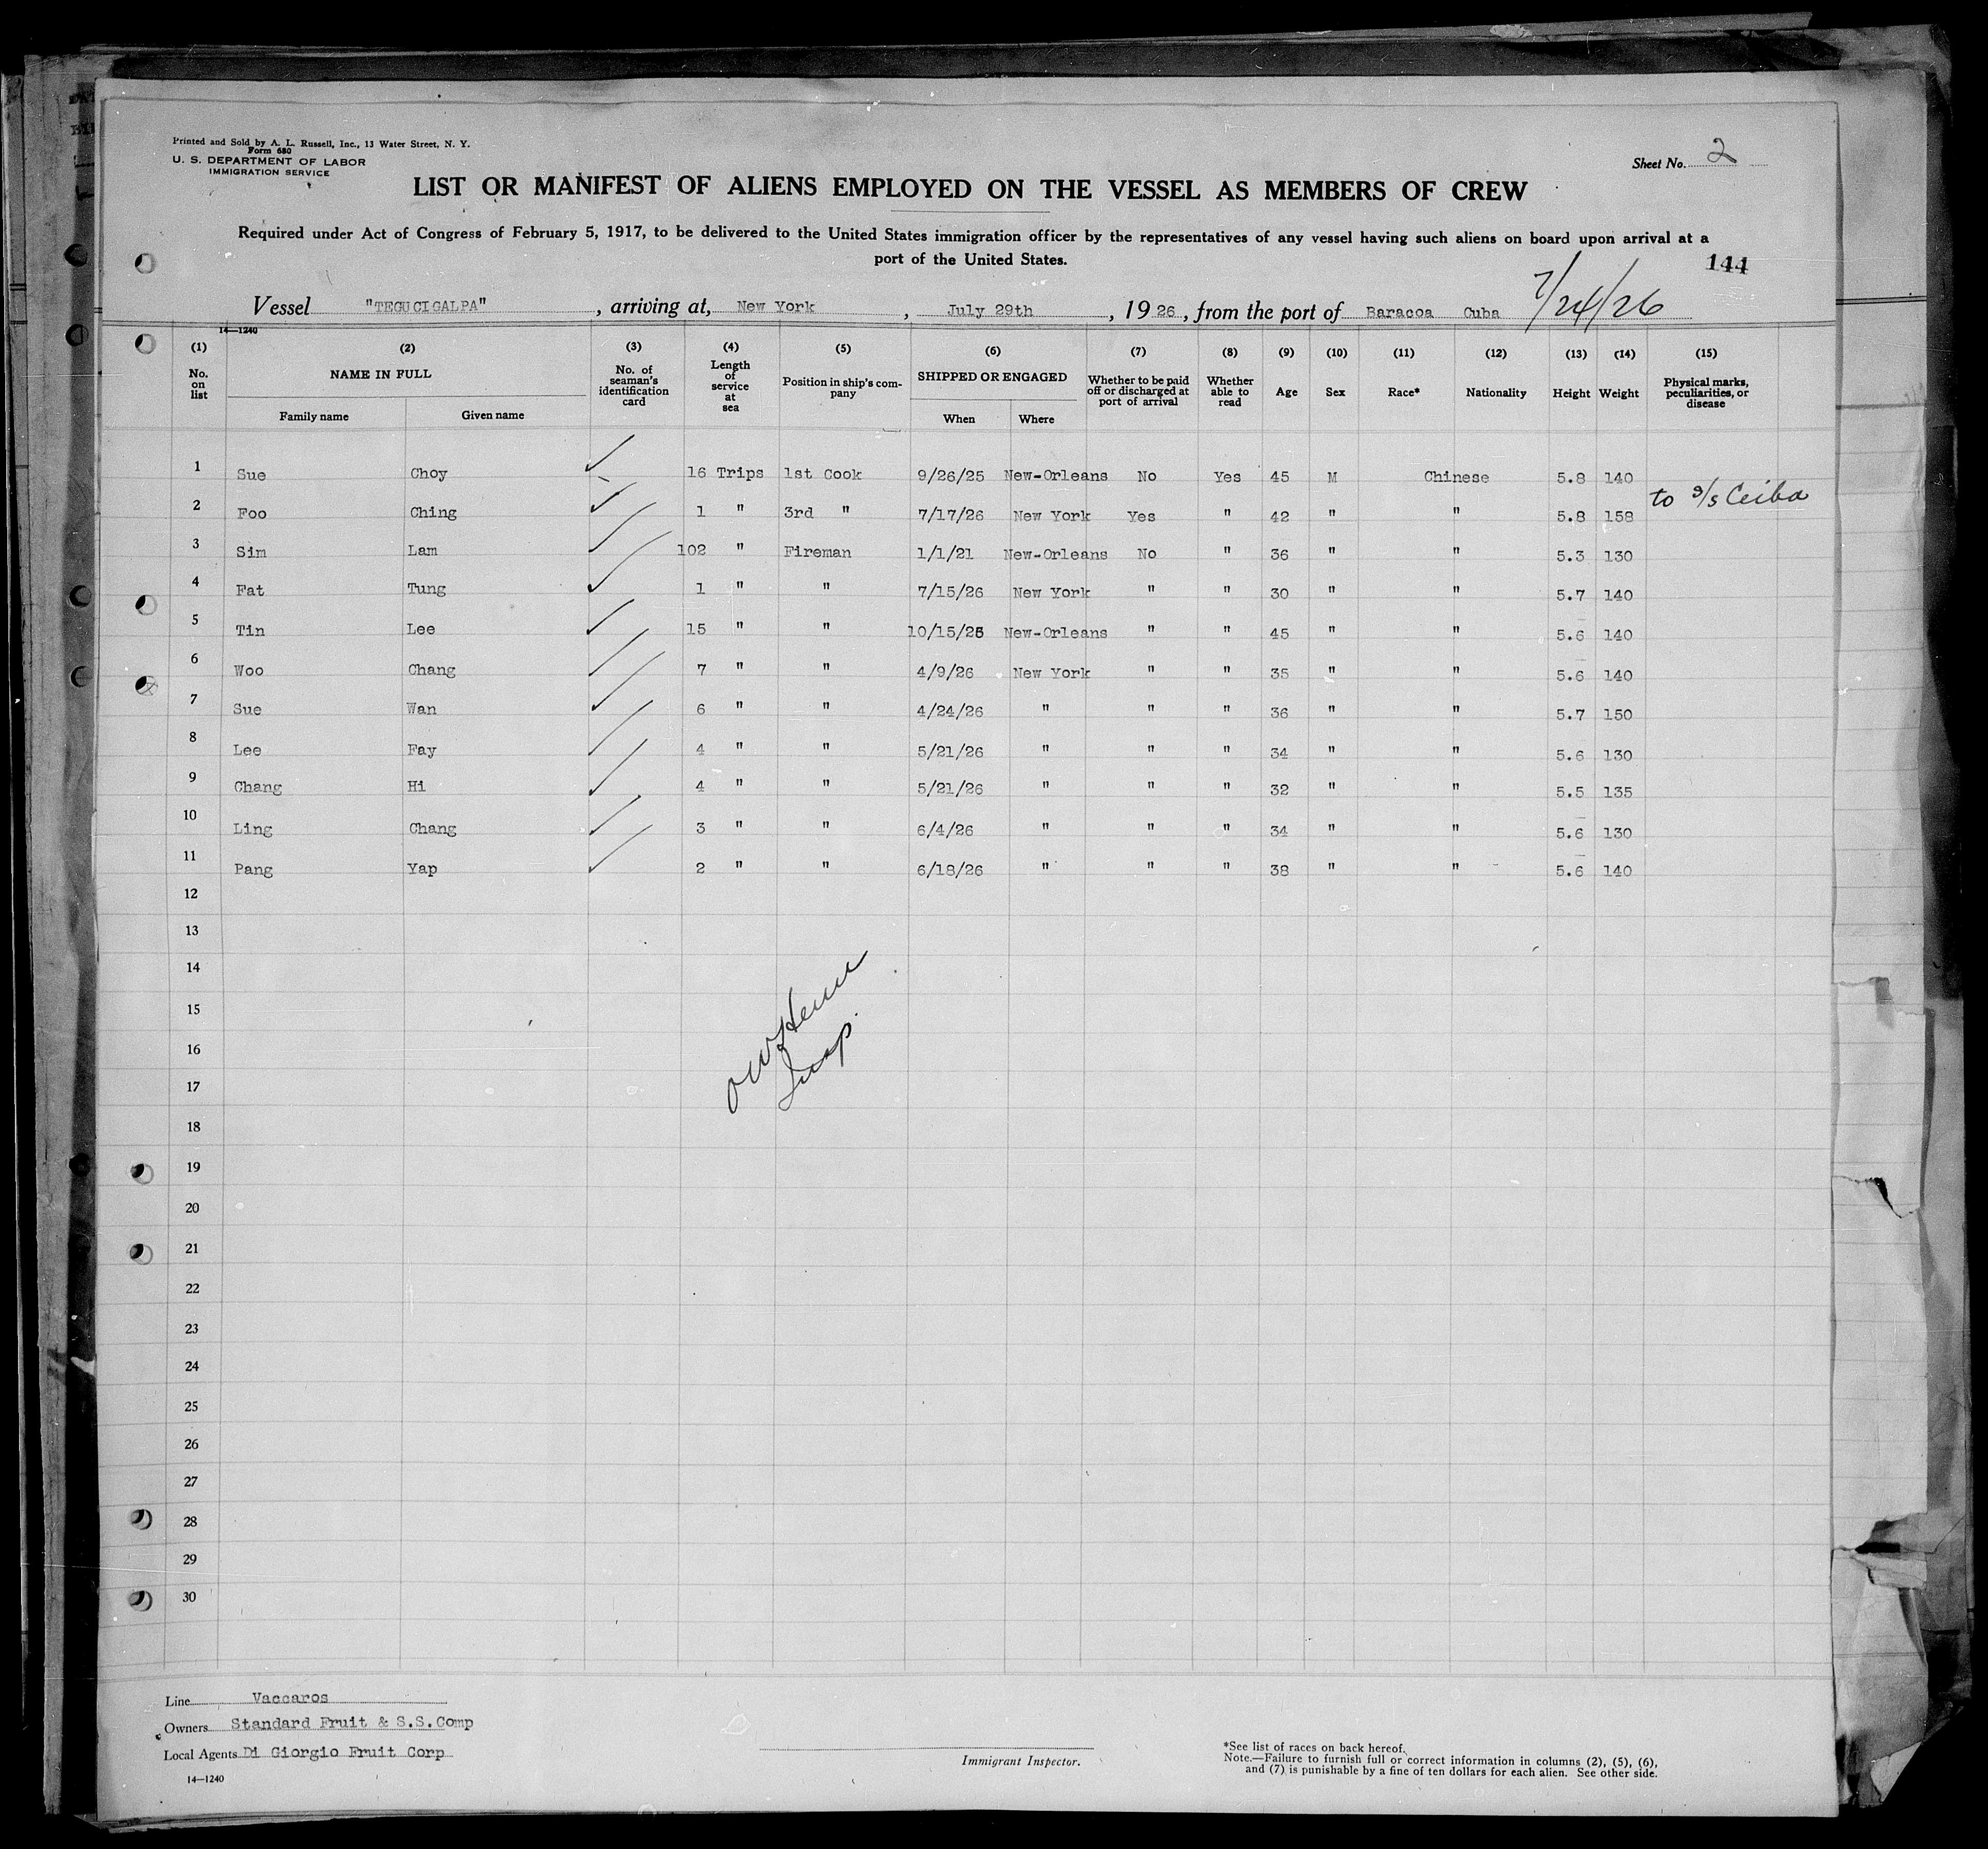 Printed and Sold by A. L. Russell, Inc., 13 Water Street, N. Y.
Form 680
U. S. DEPARTMENT OF LABOR
IMMIGRATION SERVICE
Sheet No. 2
LIST OR MANIFEST OF ALIENS EMPLOYED ON THE VESSEL AS MEMBERS OF CREW
Required under Act of Congress of February 5, 1917, to be delivered to the United States immigration officer by the representatives of any vessel having such aliens on board upon arrival at a
port of the United States.
144
Vessel "TEGUCIGALPA", arriving at, New York, July 29th, 1926, from the port of Baracoa Cuba 7/24/26
14—1240
(1) (2) (3) (4) (5) (6) (7) (8) (9) (10) (11) (12) (13) (14) (15)
No. on list NAME IN FULL Family name Given name No. of seaman's identification card Length of service at sea Position in ship's company SHIPPED OR ENGAGED When Where Whether to be paid off or discharged at port of arrival Whether able to read Age Sex Race* Nationality Height Weight Physical marks, peculiarities, or disease
1 Sue Choy 16 Trips 1st Cook 9/26/25 New-Orleans No Yes 45 M Chinese 5.8 140
2 Foo Ching 1 " 3rd " 7/17/26 New York Yes " 42 " " 5.8 158 to s/s Ceiba
3 Sim Lam 102 " Fireman 1/1/21 New-Orleans No " 36 " " 5.3 130
4 Fat Tung 1 " " 7/15/26 New York " " 30 " " 5.7 140
5 Tin Lee 15 " " 10/15/25 New-Orleans " " 45 " " 5.6 140
6 Woo Chang 7 " " 4/9/26 New York " " 35 " " 5.6 140
7 Sue Wan 6 " " 4/24/26 " " " 36 " " 5.7 150
8 Lee Fay 4 " " 5/21/26 " " " 34 " " 5.6 130
9 Chang Hi 4 " " 5/21/26 " " " 32 " " 5.5 135
10 Ling Chang 3 " " 6/4/26 " " " 34 " " 5.6 130
11 Pang Yap 2 " " 6/18/26 " " " 38 " " 5.6 140
12
13
14
15
16
17
18
19
20
21
22
23
24
25
26
27
28
29
30
Insp.
Line Vaccaros
Owners Standard Fruit & S.S.Comp
Local Agents Di Giorgio Fruit Corp
14—1240
Immigrant Inspector.
*See list of races on back hereof.
Note.—Failure to furnish full or correct information in columns (2), (5), (6),
and (7) is punishable by a fine of ten dollars for each alien. See other side.